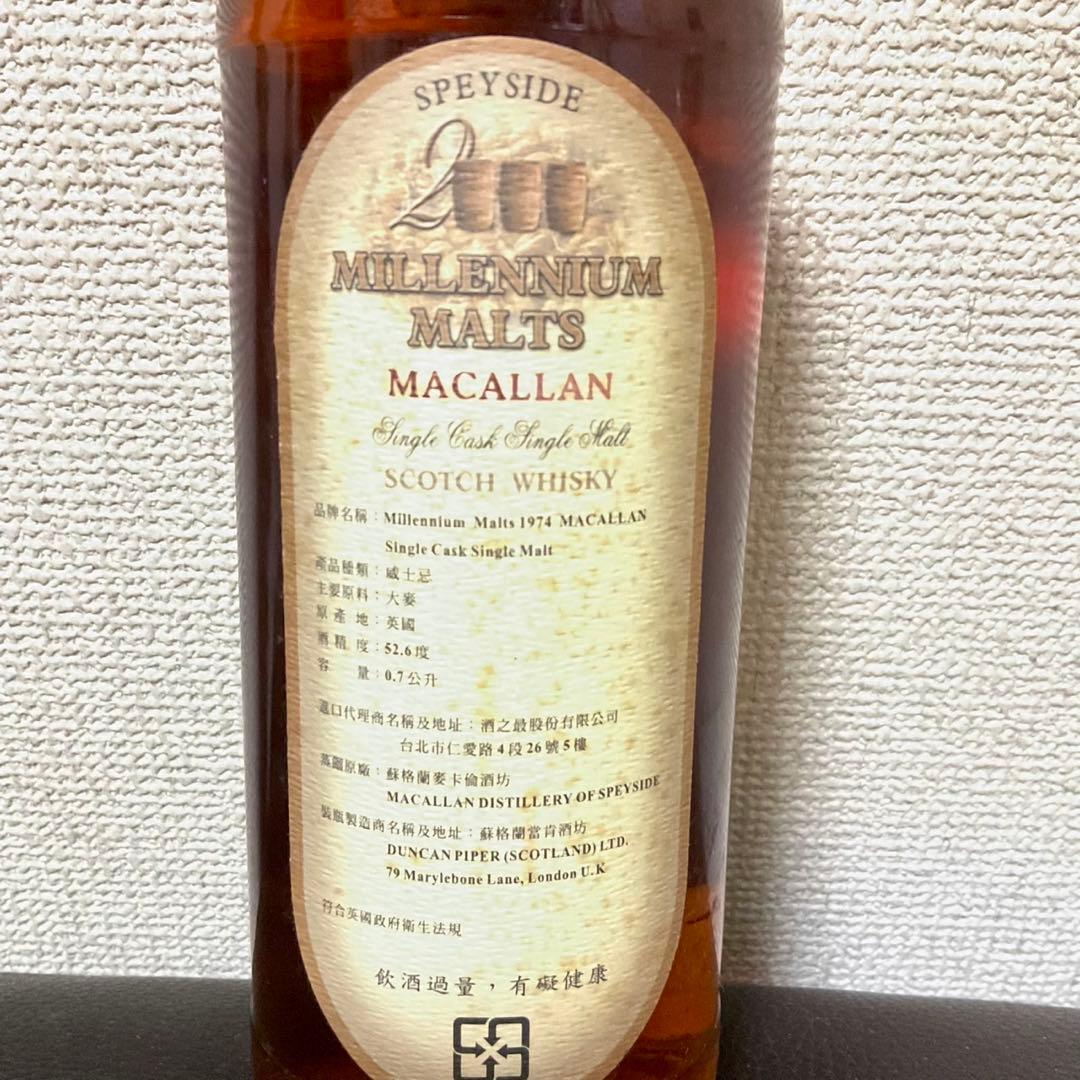 SPEYSIDE
2000
MILLENNIUM
MALTS
MACALLAN
Single Cask Single Malt
SCOTCH WHISKY
品牌名稱：Millennium Malts 1974 MACALLAN
Single Cask Single Malt
產品種類：威士忌
主要原料：大麥
原產地：英國
酒精度：52.6度
容量：0.7公升
進口代理商名稱及地址：酒之最股份有限公司
台北市仁愛路4段26號5樓
蒸餾原廠：蘇格蘭麥卡倫酒坊
MACALLAN DISTILLERY OF SPEYSIDE
裝瓶製造商名稱及地址：蘇格蘭當肯酒坊
DUNCAN PIPER (SCOTLAND) LTD.
79 Marylebone Lane, London U.K
符合英國政府衛生法規
飲酒過量，有礙健康